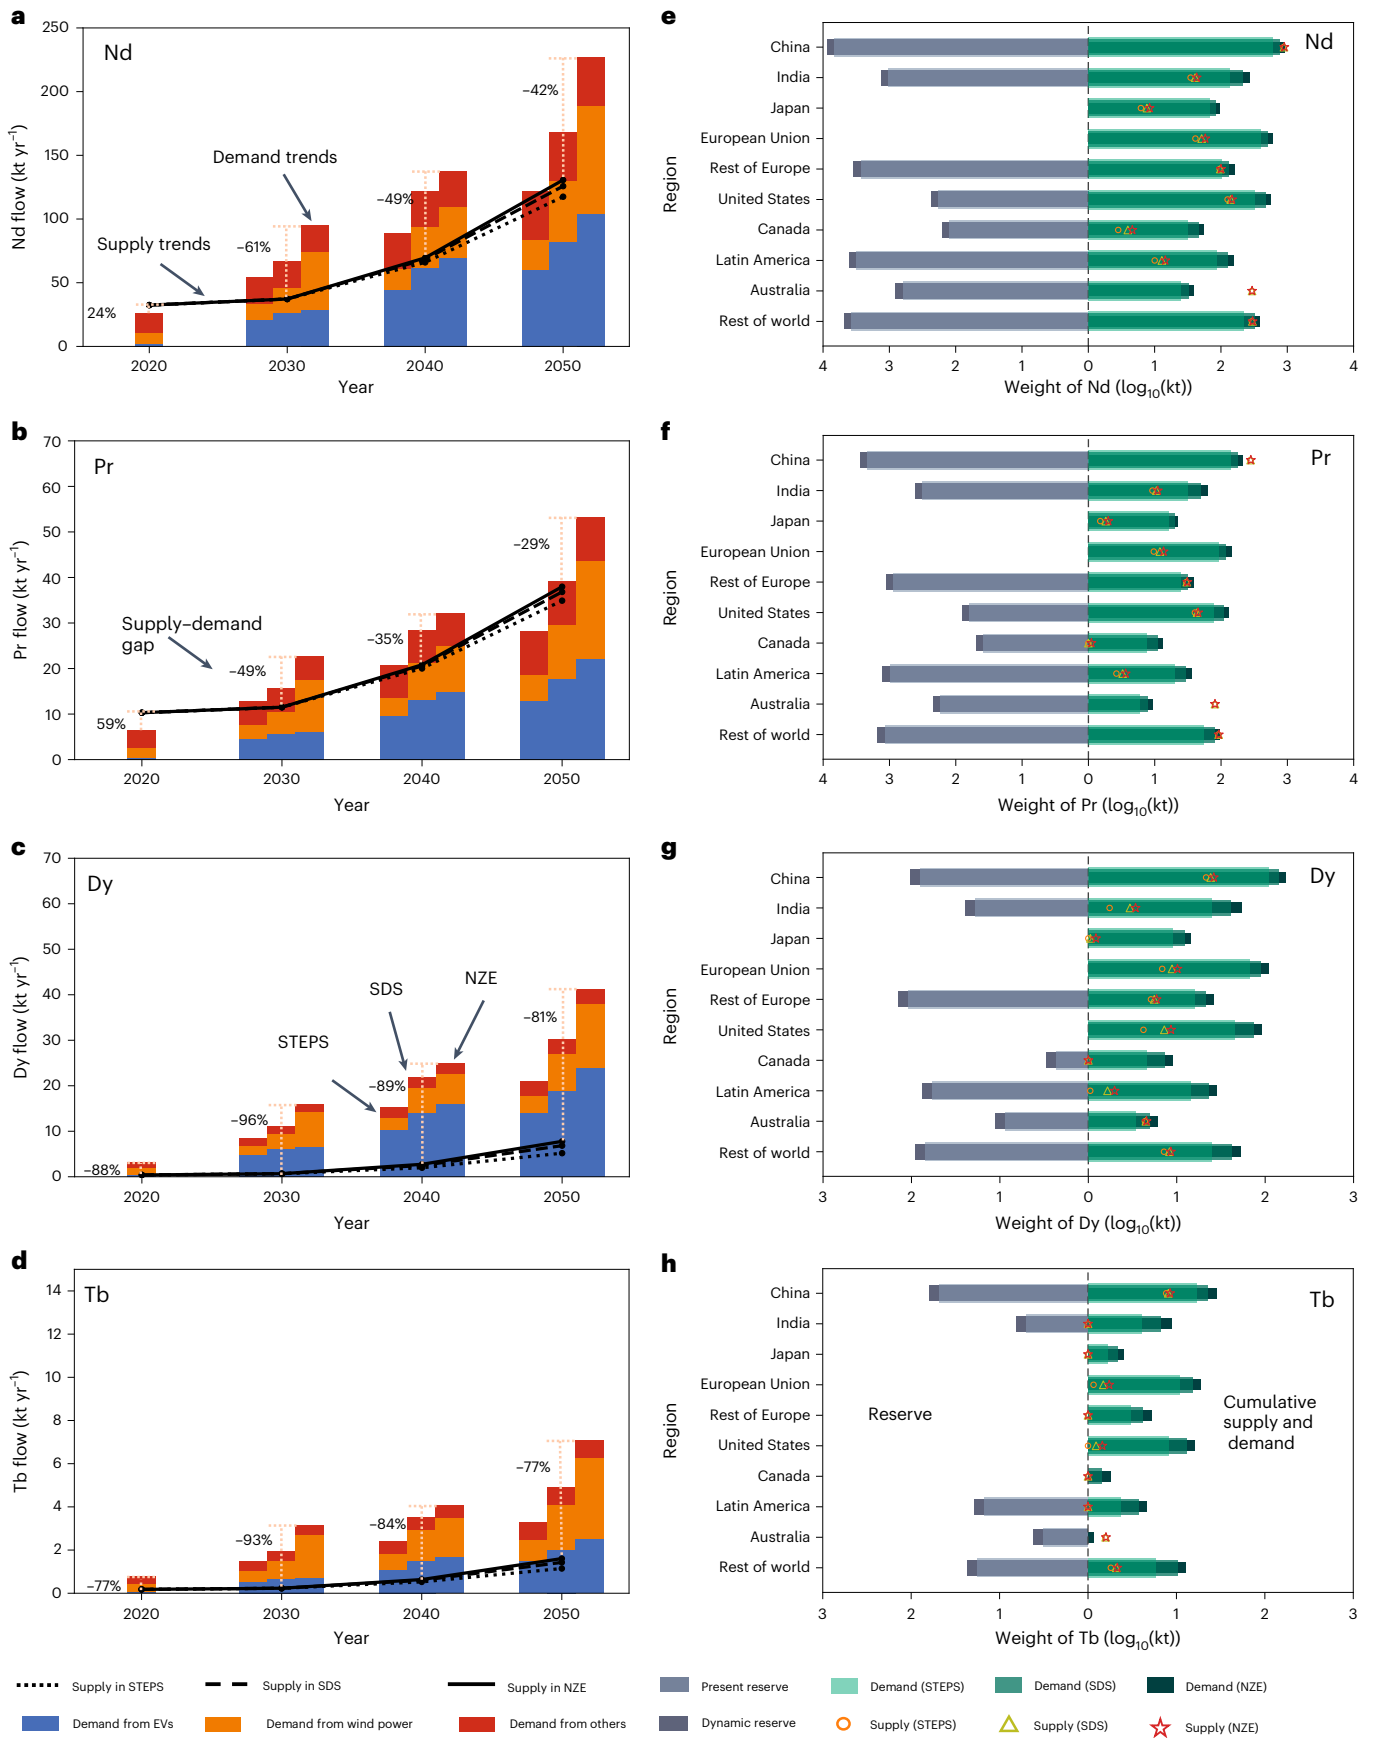 a
Nd
250
200
150
100
50
0
Nd flow (kt yr⁻¹)
24%
−61%
−49%
−42%
Supply trends
Demand trends
2020
2030
2040
2050
Year
e
Nd
Region
China
India
Japan
European Union
Rest of Europe
United States
Canada
Latin America
Australia
Rest of world
4 3 2 1 0 1 2 3 4
Weight of Nd (log₁₀(kt))
b
Pr
70
60
50
40
30
20
10
0
Pr flow (kt yr⁻¹)
59%
−49%
−35%
−29%
Supply–demand
gap
2020
2030
2040
2050
Year
f
Pr
Region
China
India
Japan
European Union
Rest of Europe
United States
Canada
Latin America
Australia
Rest of world
4 3 2 1 0 1 2 3 4
Weight of Pr (log₁₀(kt))
c
Dy
70
60
50
40
30
20
10
0
Dy flow (kt yr⁻¹)
−88%
−96%
−89%
−81%
STEPS
SDS
NZE
2020
2030
2040
2050
Year
g
Dy
Region
China
India
Japan
European Union
Rest of Europe
United States
Canada
Latin America
Australia
Rest of world
3 2 1 0 1 2 3
Weight of Dy (log₁₀(kt))
d
Tb
14
12
10
8
6
4
2
0
Tb flow (kt yr⁻¹)
−77%
−93%
−84%
−77%
2020
2030
2040
2050
Year
h
Tb
Region
China
India
Japan
European Union
Rest of Europe
United States
Canada
Latin America
Australia
Rest of world
Reserve
Cumulative
supply and
demand
3 2 1 0 1 2 3
Weight of Tb (log₁₀(kt))
Supply in STEPS
Supply in SDS
Supply in NZE
Present reserve
Demand (STEPS)
Demand (SDS)
Demand (NZE)
Demand from EVs
Demand from wind power
Demand from others
Dynamic reserve
Supply (STEPS)
Supply (SDS)
Supply (NZE)